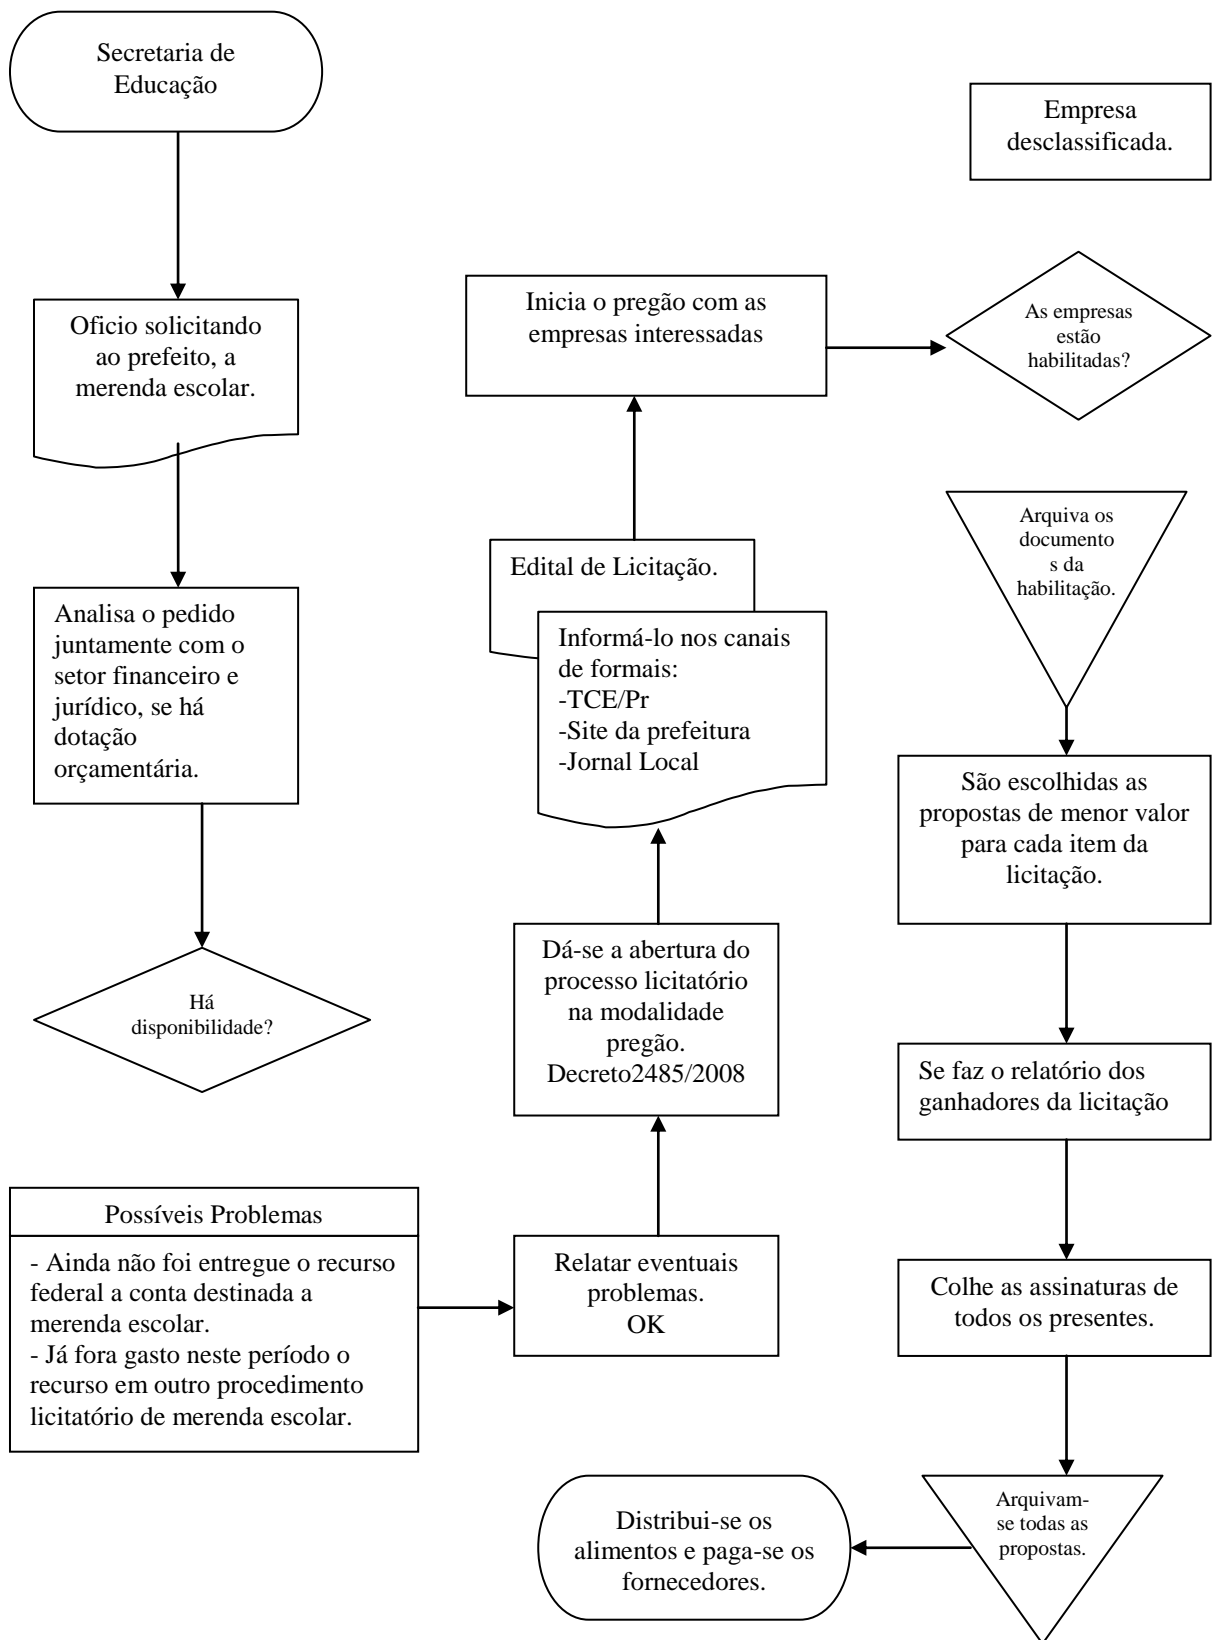 Secretaria de
Educação
Oficio solicitando
ao prefeito, a
merenda escolar.
Analisa o pedido
juntamente com o
setor financeiro e
jurídico, se há
dotação
orçamentária.
Há
disponibilidade?
Possíveis Problemas
- Ainda não foi entregue o recurso
federal a conta destinada a
merenda escolar.
- Já fora gasto neste período o
recurso em outro procedimento
licitatório de merenda escolar.
Relatar eventuais
problemas.
OK
Dá-se a abertura do
processo licitatório
na modalidade
pregão.
Decreto2485/2008
Edital de Licitação.
Informá-lo nos canais
de formais:
-TCE/Pr
-Site da prefeitura
-Jornal Local
Inicia o pregão com as
empresas interessadas
As empresas
estão
habilitadas?
Empresa
desclassificada.
Arquiva os
documento
s da
habilitação.
São escolhidas as
propostas de menor valor
para cada item da
licitação.
Se faz o relatório dos
ganhadores da licitação
Colhe as assinaturas de
todos os presentes.
Arquivam-
se todas as
propostas.
Distribui-se os
alimentos e paga-se os
fornecedores.